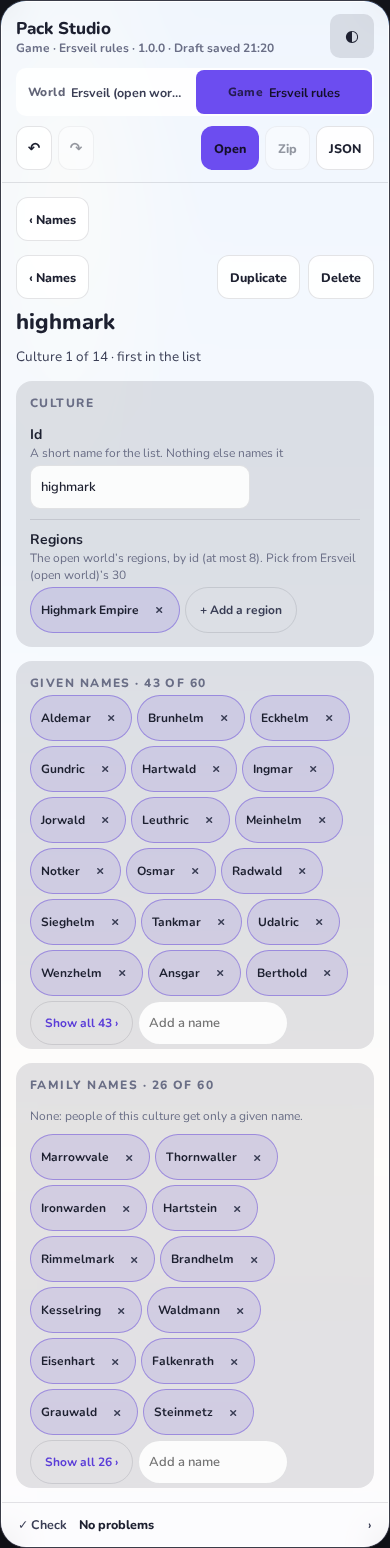 Pack Studio
Game · Ersveil rules · 1.0.0 · Draft saved 21:20
World Ersveil (open wor... Game Ersveil rules
Open Zip JSON
‹ Names
‹ Names Duplicate Delete
highmark
Culture 1 of 14 · first in the list
CULTURE
Id
A short name for the list. Nothing else names it
highmark
Regions
The open world's regions, by id (at most 8). Pick from Ersveil
(open world)'s 30
Highmark Empire × + Add a region
GIVEN NAMES · 43 OF 60
Aldemar × Brunhelm × Eckhelm ×
Gundric × Hartwald × Ingmar ×
Jorwald × Leuthric × Meinhelm ×
Notker × Osmar × Radwald ×
Sieghelm × Tankmar × Udalric ×
Wenzhelm × Ansgar × Berthold ×
Show all 43 › Add a name
FAMILY NAMES · 26 OF 60
None: people of this culture get only a given name.
Marrowvale × Thornwaller ×
Ironwarden × Hartstein ×
Rimmelmark × Brandhelm ×
Kesselring × Waldmann ×
Eisenhart × Falkenrath ×
Grauwald × Steinmetz ×
Show all 26 › Add a name
✓ Check No problems ›